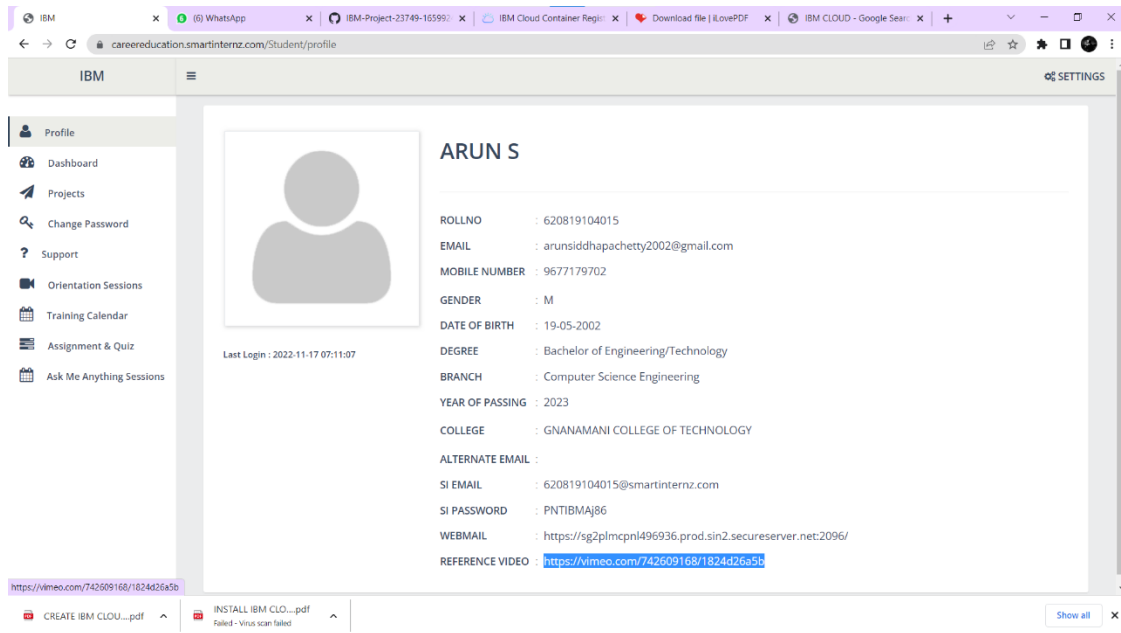 IBM
(6) WhatsApp
IBM-Project-23749-165992
IBM Cloud Container Regis
Download file | iLovePDF
IBM CLOUD - Google Searc
careereducation.smartinternz.com/Student/profile
IBM
SETTINGS
Profile
Dashboard
Projects
Change Password
? Support
Orientation Sessions
Training Calendar
Assignment & Quiz
Ask Me Anything Sessions
Last Login : 2022-11-17 07:11:07
ARUN S
ROLLNO : 620819104015
EMAIL : arunsiddhapachetty2002@gmail.com
MOBILE NUMBER : 9677179702
GENDER : M
DATE OF BIRTH : 19-05-2002
DEGREE : Bachelor of Engineering/Technology
BRANCH : Computer Science Engineering
YEAR OF PASSING : 2023
COLLEGE : GNANAMANI COLLEGE OF TECHNOLOGY
ALTERNATE EMAIL :
SI EMAIL : 620819104015@smartinternz.com
SI PASSWORD : PNTIBMAj86
WEBMAIL : https://sg2plmcpnl496936.prod.sin2.secureserver.net:2096/
REFERENCE VIDEO : https://vimeo.com/742609168/1824d26a5b
https://vimeo.com/742609168/1824d26a5b
CREATE IBM CLOU....pdf
INSTALL IBM CLO....pdf
Failed - Virus scan failed
Show all